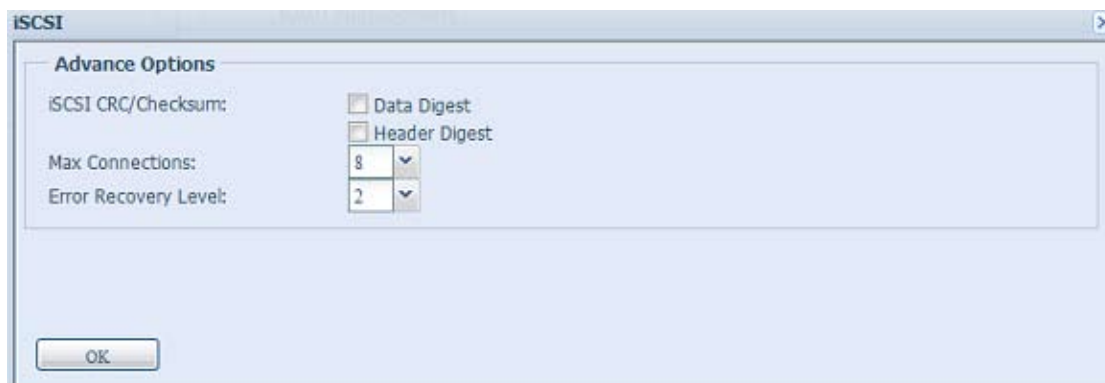 iSCSI
Advance Options
iSCSI CRC/Checksum:
Data Digest
Header Digest
Max Connections:
8
Error Recovery Level:
2
OK